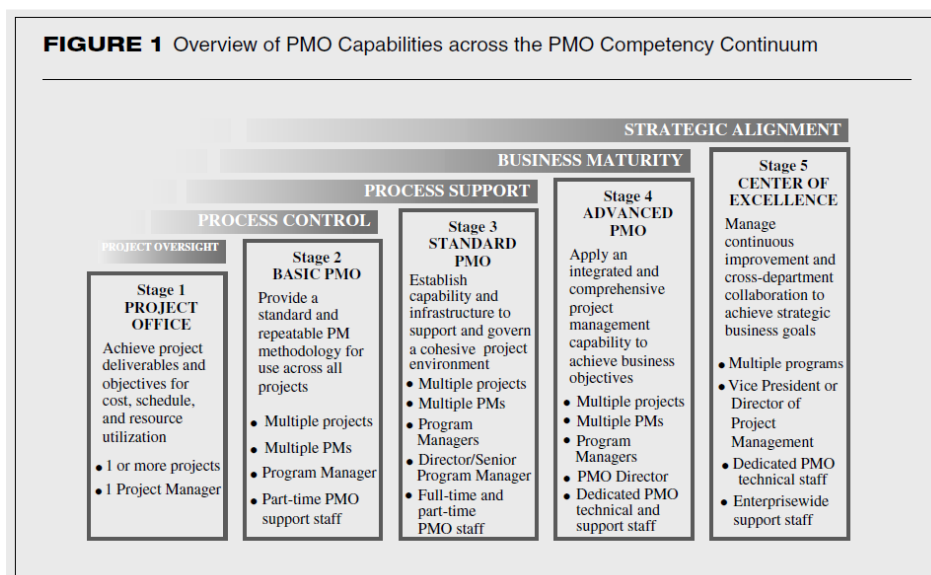 FIGURE 1 Overview of PMO Capabilities across the PMO Competency Continuum
STRATEGIC ALIGNMENT
BUSINESS MATURITY
PROCESS SUPPORT
PROCESS CONTROL
PROJECT OVERSIGHT
Stage 1
PROJECT
OFFICE
Achieve project
deliverables and
objectives for
cost, schedule,
and resource
utilization
• 1 or more projects
• 1 Project Manager
Stage 2
BASIC PMO
Provide a
standard and
repeatable PM
methodology for
use across all
projects
• Multiple projects
• Multiple PMs
• Program Manager
• Part-time PMO
support staff
Stage 3
STANDARD
PMO
Establish
capability and
infrastructure to
support and govern
a cohesive project
environment
• Multiple projects
• Multiple PMs
• Program
Managers
• Director/Senior
Program Manager
• Full-time and
part-time
PMO staff
Stage 4
ADVANCED
PMO
Apply an
integrated and
comprehensive
project
management
capability to
achieve business
objectives
• Multiple projects
• Multiple PMs
• Program
Managers
• PMO Director
• Dedicated PMO
technical and
support staff
Stage 5
CENTER OF
EXCELLENCE
Manage
continuous
improvement and
cross-department
collaboration to
achieve strategic
business goals
• Multiple programs
• Vice President or
Director of
Project
Management
• Dedicated PMO
technical staff
• Enterprisewide
support staff